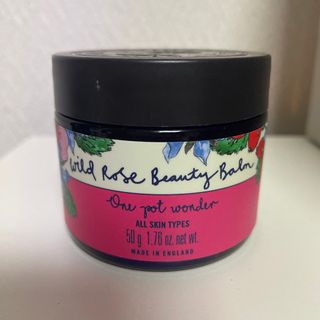 Wild Rose Beauty Balm
One pot wonder
ALL SKIN TYPES
50 g 1.76 oz. net wt.
MADE IN ENGLAND